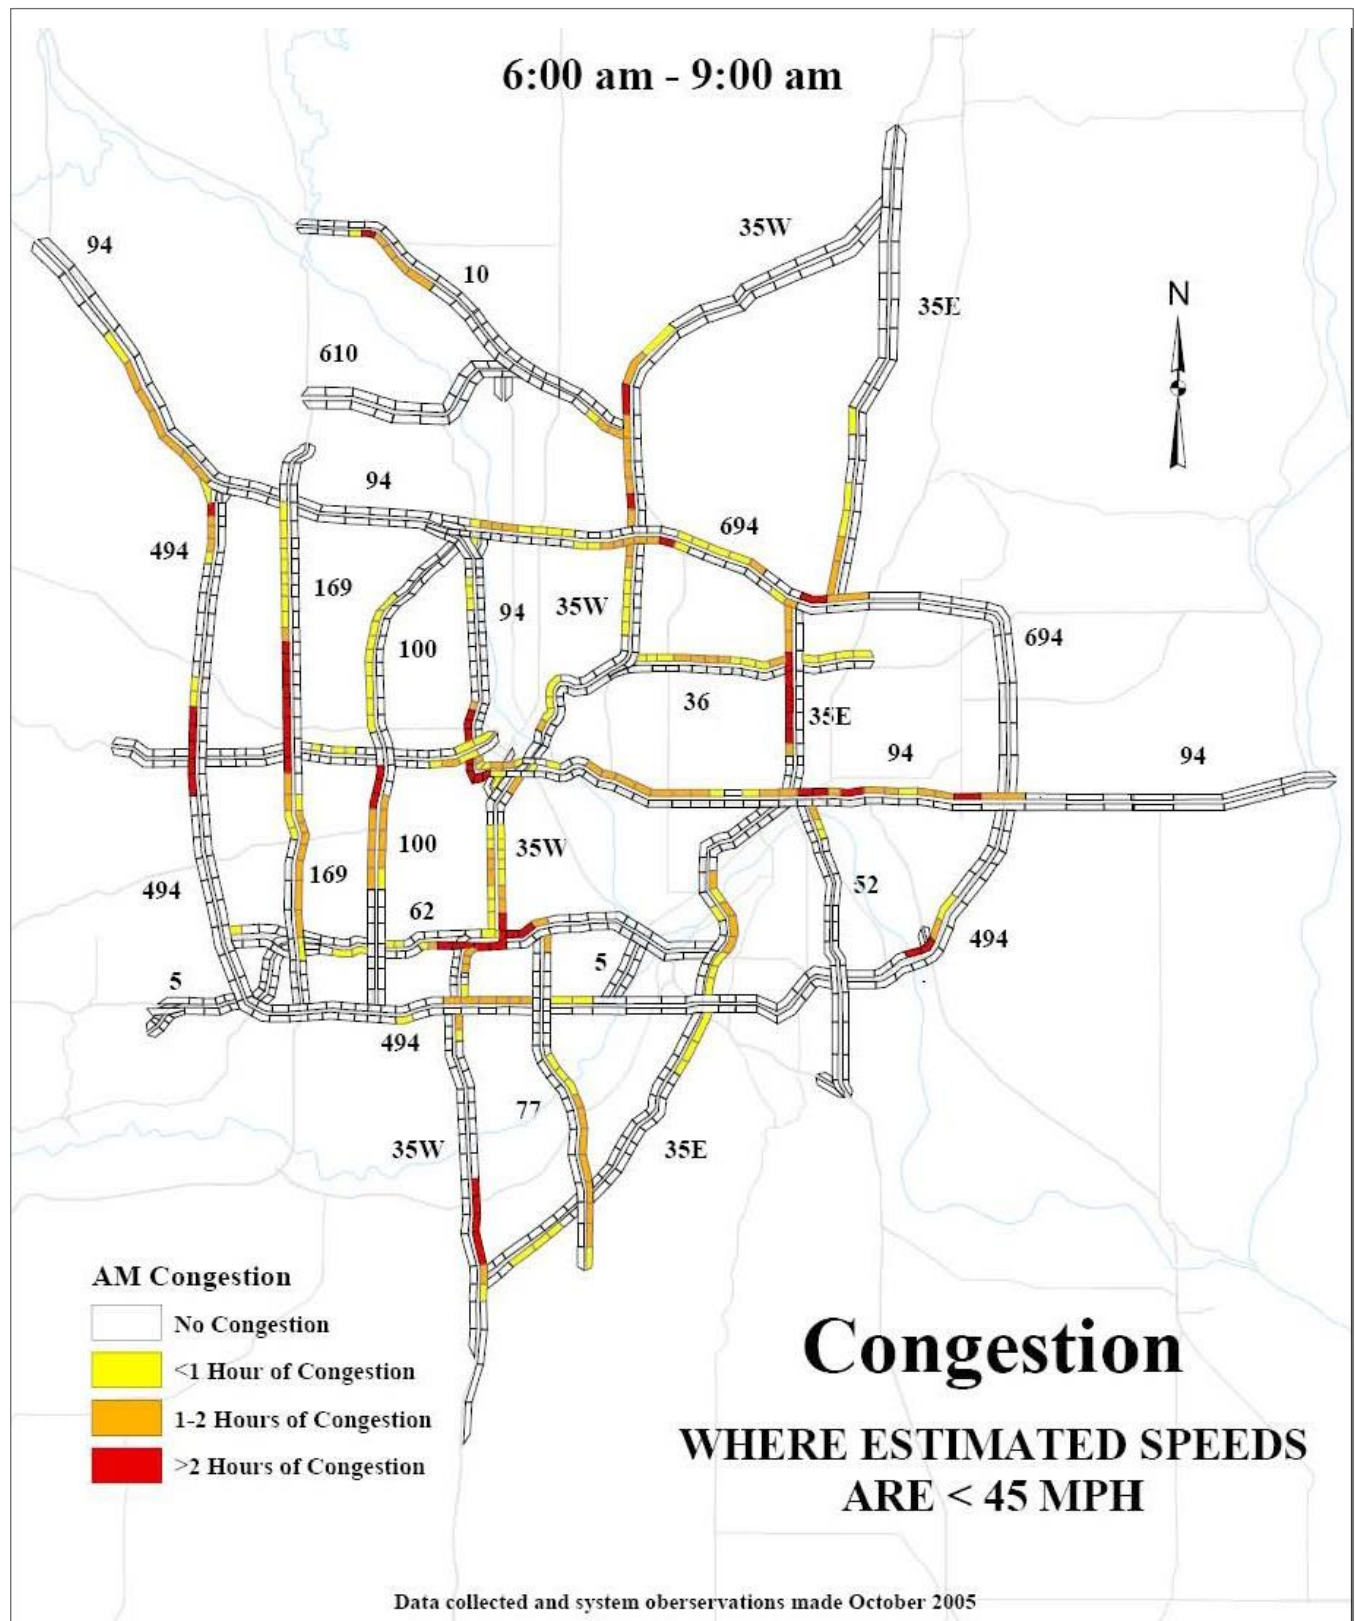 6:00 am - 9:00 am
35W
94
10
N
35E
610
94
694
494
169
94
35W
694
100
36
35E
94
94
100
35W
169
52
494
62
494
5
5
494
77
35W
35E
AM Congestion
No Congestion
<1 Hour of Congestion
1-2 Hours of Congestion
>2 Hours of Congestion
Congestion
WHERE ESTIMATED SPEEDS
ARE < 45 MPH
Data collected and system oberservations made October 2005